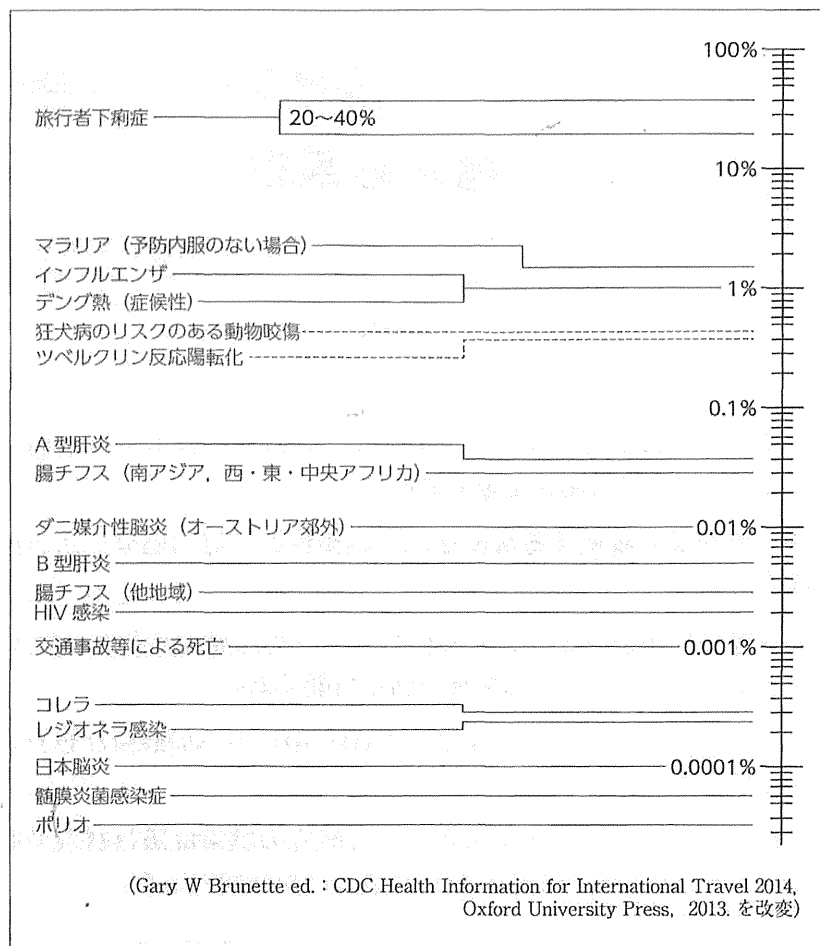 100%
旅行者下痢症
20〜40%
10%
マラリア（予防内服のない場合）
インフルエンザ
1%
デング熱（症候性）
狂犬病のリスクのある動物咬傷
ツベルクリン反応陽転化
0.1%
A型肝炎
腸チフス（南アジア，西・東・中央アフリカ）
ダニ媒介性脳炎（オーストリア郊外）
0.01%
B型肝炎
腸チフス（他地域）
HIV感染
交通事故等による死亡
0.001%
コレラ
レジオネラ感染
日本脳炎
0.0001%
髄膜炎菌感染症
ポリオ
(Gary W Brunette ed.：CDC Health Information for International Travel 2014,
Oxford University Press, 2013. を改変)